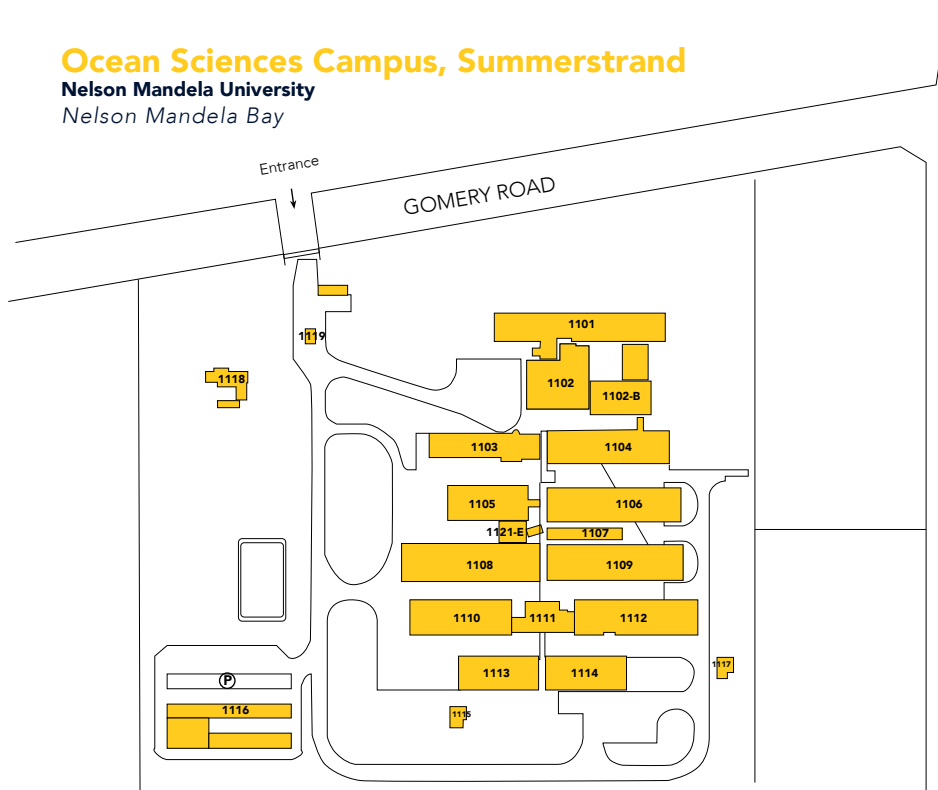 Ocean Sciences Campus, Summerstrand
Nelson Mandela University
Nelson Mandela Bay
Entrance
GOMERY ROAD
1119
1101
1118
1102
1102-B
1103
1104
1105
1106
1121-E
1107
1108
1109
1110
1111
1112
1117
1113
1114
P
1116
1115